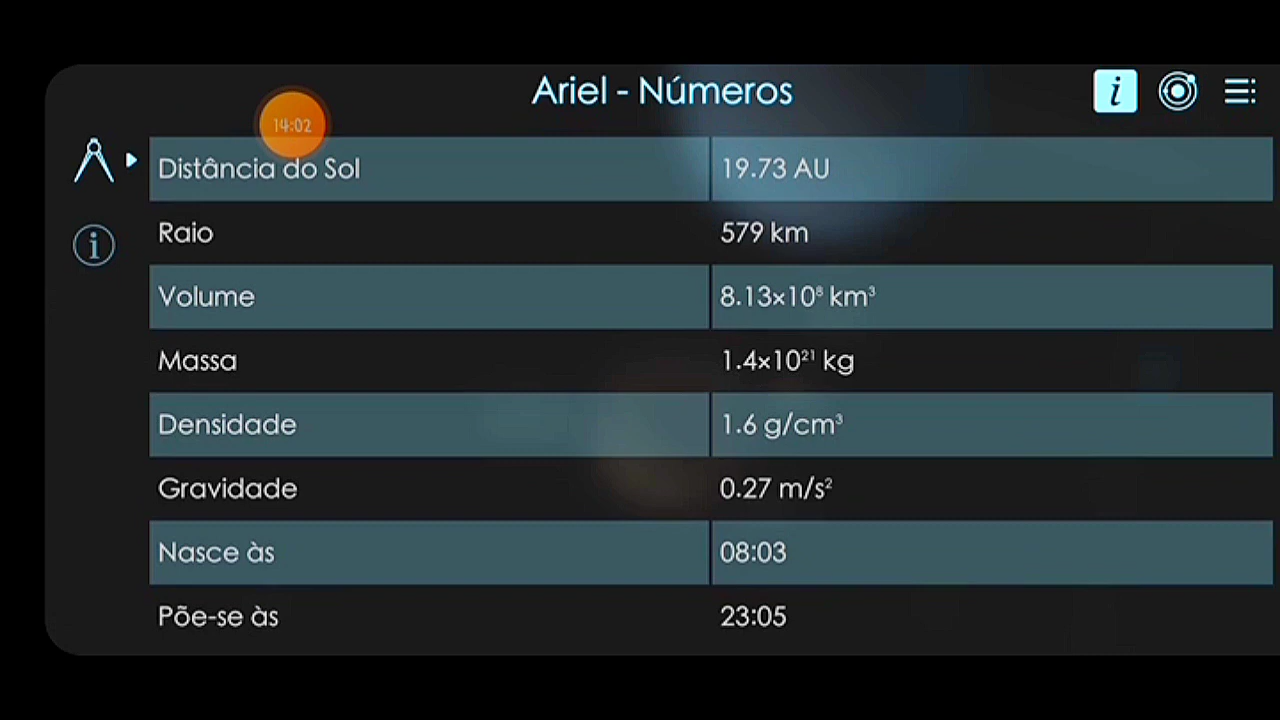 Ariel - Números
14:02
Distância do Sol 19.73 AU
Raio 579 km
Volume 8.13×10⁸ km³
Massa 1.4×10²¹ kg
Densidade 1.6 g/cm³
Gravidade 0.27 m/s²
Nasce às 08:03
Põe-se às 23:05